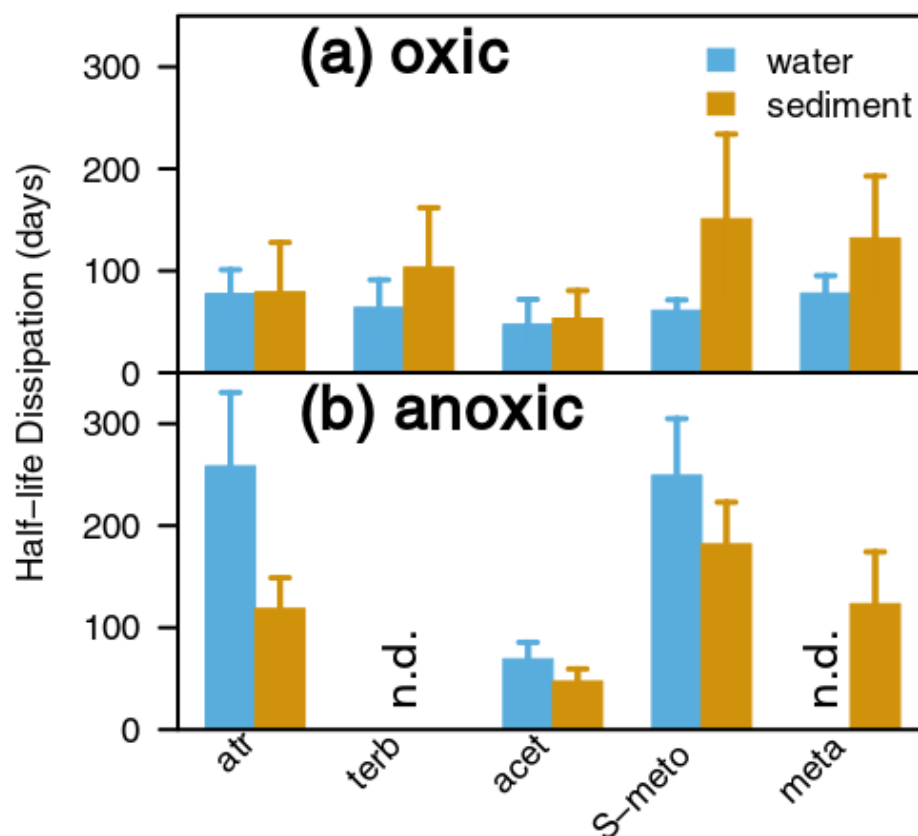 (a) oxic
water
sediment
Half-life Dissipation (days)
300
200
100
0
(b) anoxic
300
200
100
0
n.d.
n.d.
atr
terb
acet
S-meto
meta